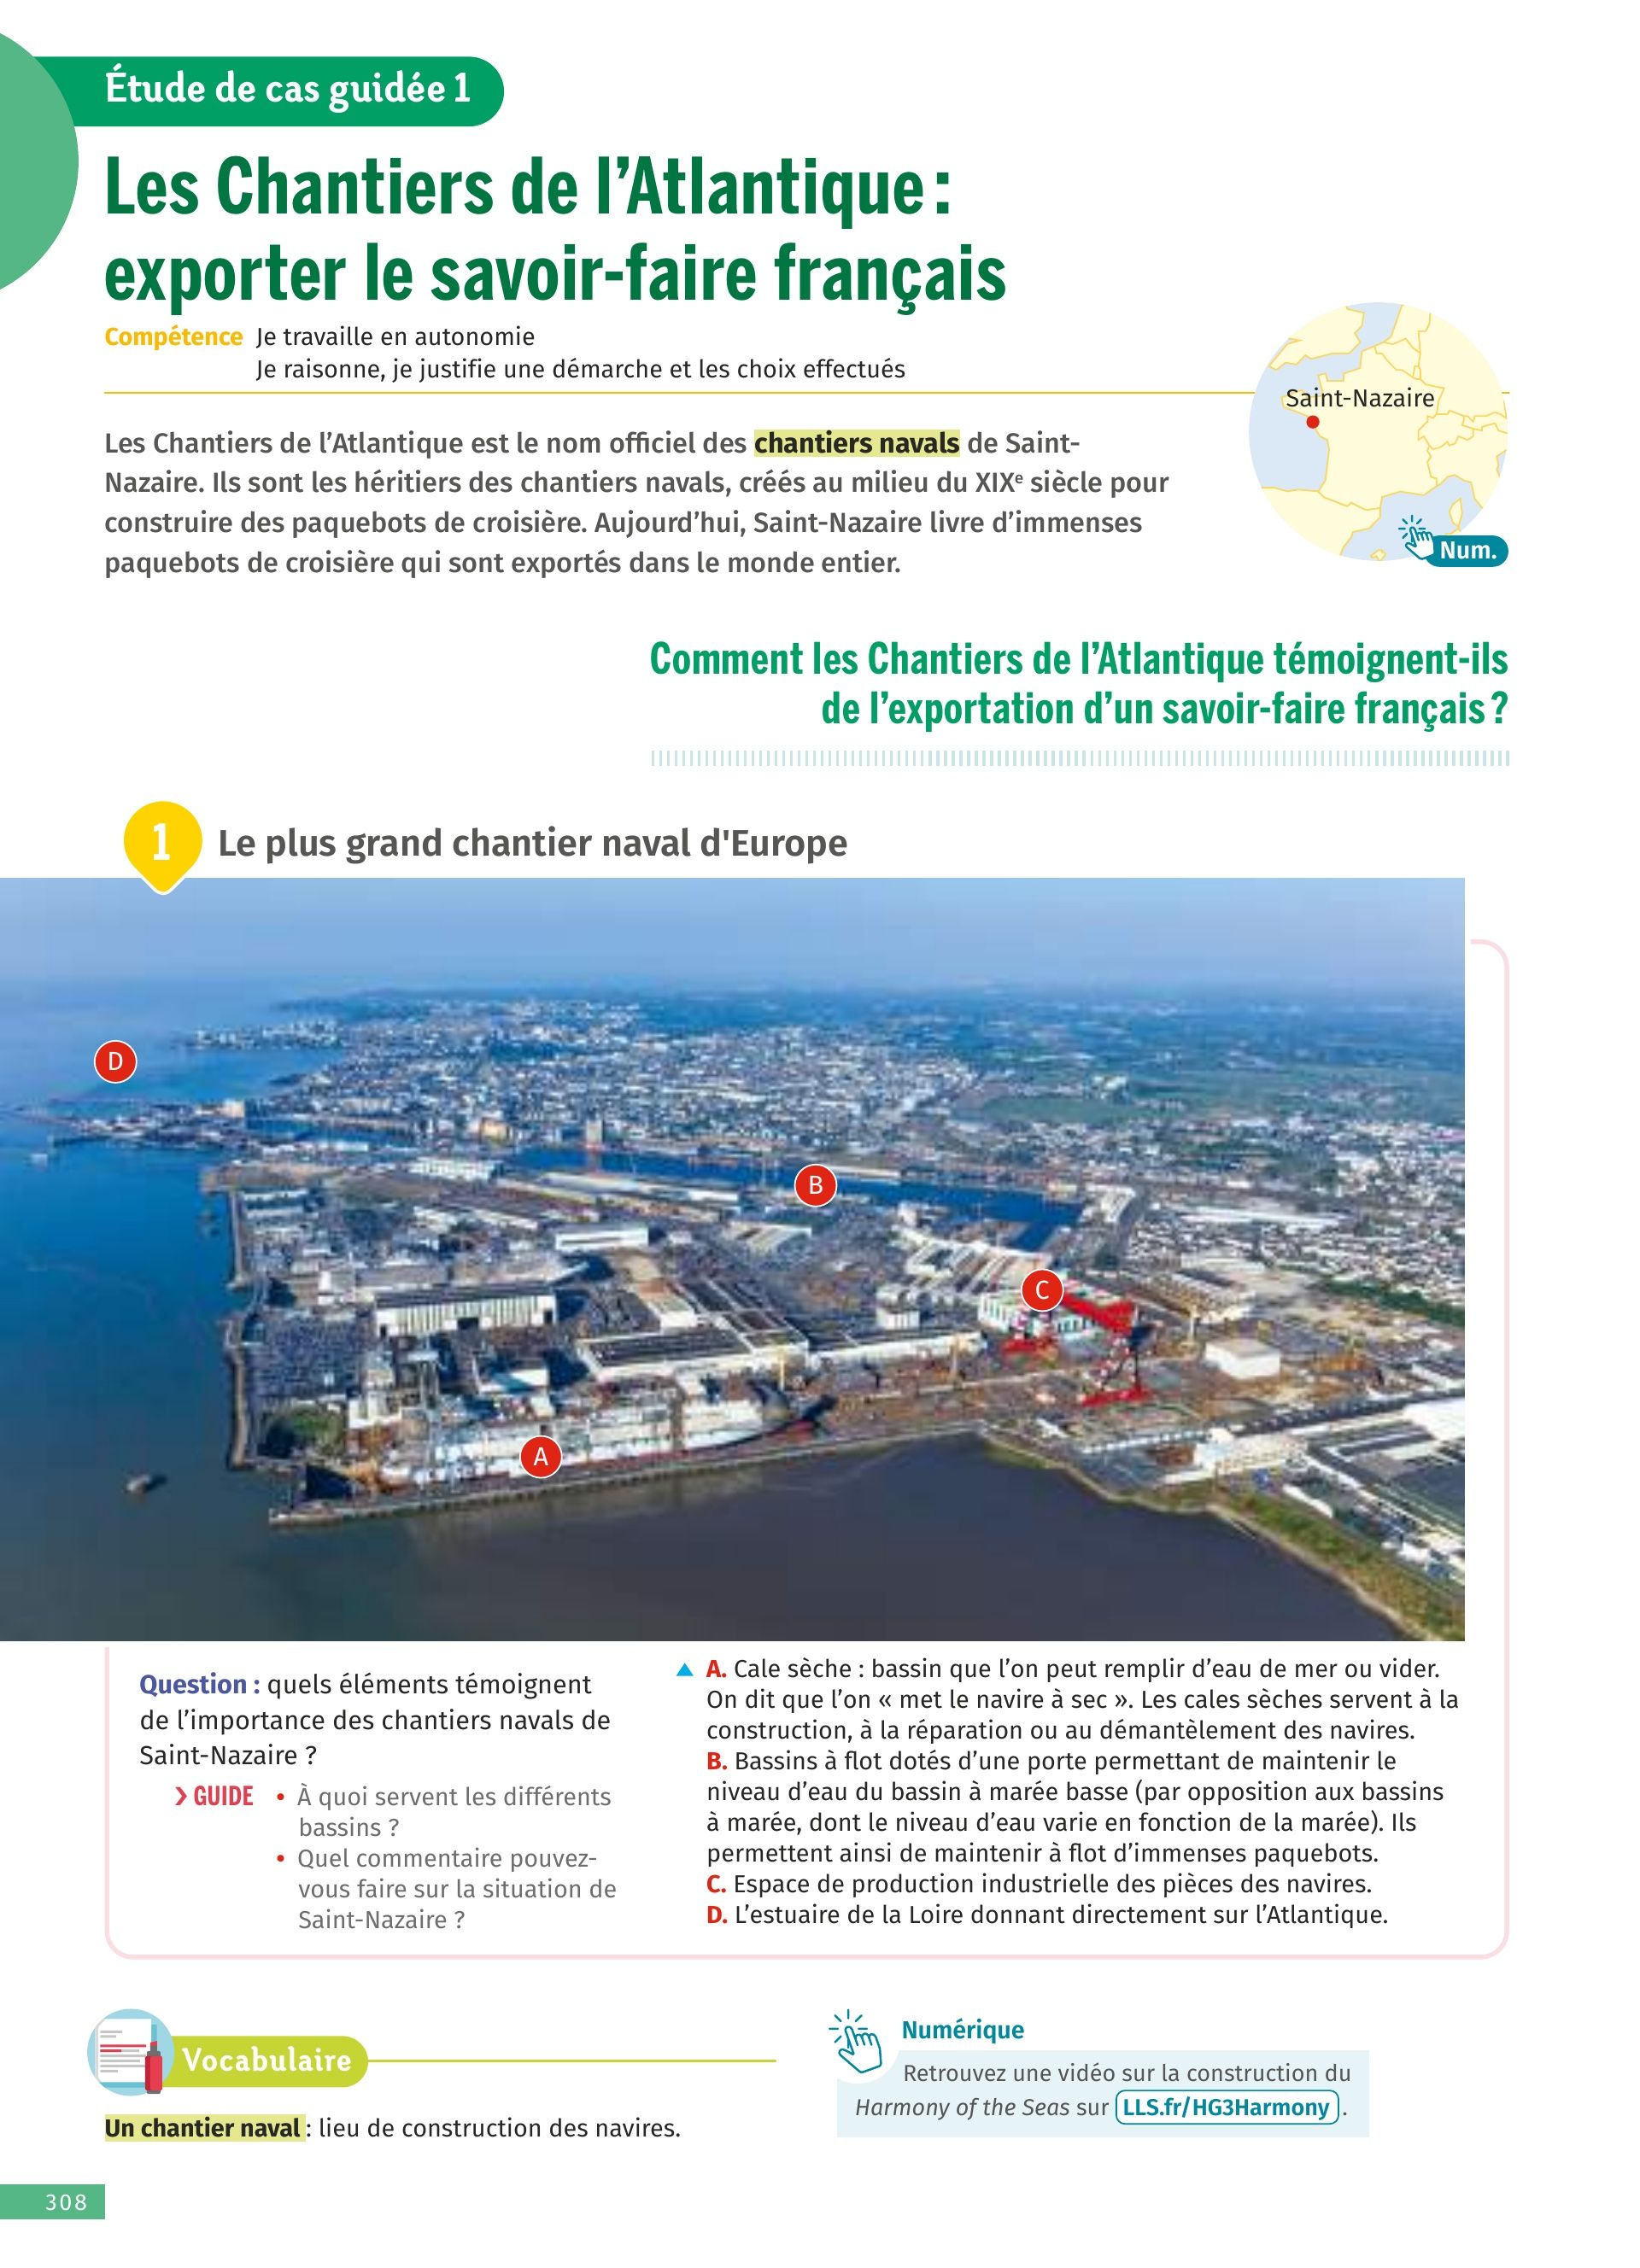 Étude de cas guidée 1
Les Chantiers de l’Atlantique :
exporter le savoir-faire français
Compétence Je travaille en autonomie
Je raisonne, je justifie une démarche et les choix effectués
Saint-Nazaire
Num.
Les Chantiers de l’Atlantique est le nom officiel des chantiers navals de Saint-
Nazaire. Ils sont les héritiers des chantiers navals, créés au milieu du XIXe siècle pour
construire des paquebots de croisière. Aujourd’hui, Saint-Nazaire livre d’immenses
paquebots de croisière qui sont exportés dans le monde entier.
Comment les Chantiers de l’Atlantique témoignent-ils
de l’exportation d’un savoir-faire français ?
1 Le plus grand chantier naval d'Europe
D
B
C
A
Question : quels éléments témoignent
de l’importance des chantiers navals de
Saint-Nazaire ?
GUIDE • À quoi servent les différents
bassins ?
• Quel commentaire pouvez-
vous faire sur la situation de
Saint-Nazaire ?
A. Cale sèche : bassin que l’on peut remplir d’eau de mer ou vider.
On dit que l’on « met le navire à sec ». Les cales sèches servent à la
construction, à la réparation ou au démantèlement des navires.
B. Bassins à flot dotés d’une porte permettant de maintenir le
niveau d’eau du bassin à marée basse (par opposition aux bassins
à marée, dont le niveau d’eau varie en fonction de la marée). Ils
permettent ainsi de maintenir à flot d’immenses paquebots.
C. Espace de production industrielle des pièces des navires.
D. L’estuaire de la Loire donnant directement sur l’Atlantique.
Vocabulaire
Un chantier naval : lieu de construction des navires.
Numérique
Retrouvez une vidéo sur la construction du
Harmony of the Seas sur LLS.fr/HG3Harmony .
308